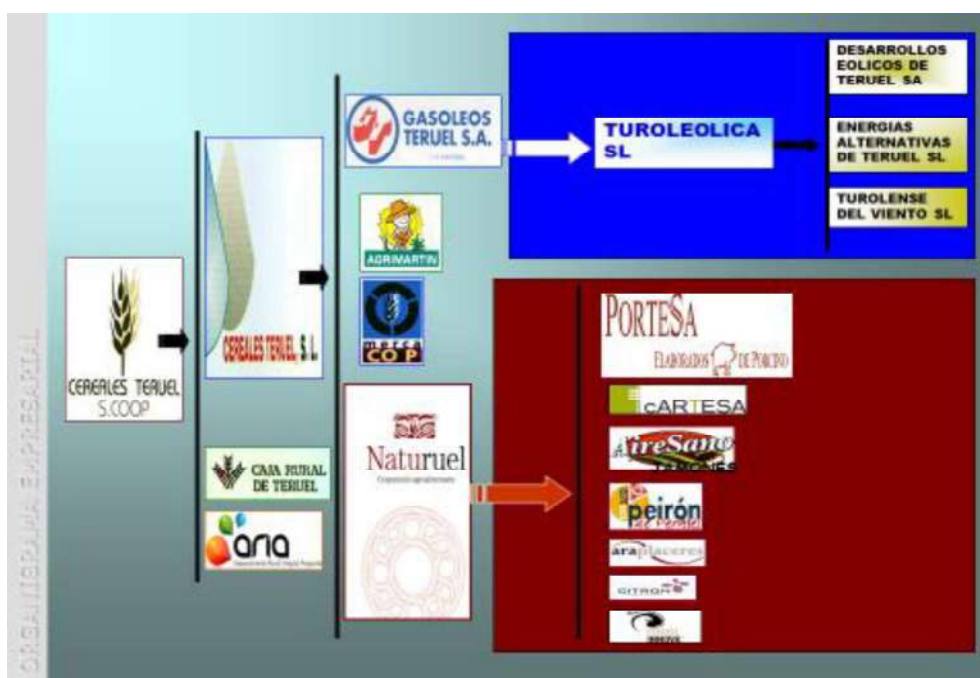 ORGANIGRAMA EMPRESARIAL
CEREALES TERUEL
S.COOP
CEREALES TERUEL, S. L.
CAJA RURAL
DE TERUEL
aria
GASOLEOS
TERUEL S.A.
AGRIMARTIN
merca
COOP
Naturuel
TUROLEOLICA
SL
DESARROLLOS
EOLICOS DE
TERUEL SA
ENERGIAS
ALTERNATIVAS
DE TERUEL SL
TUROLENSE
DEL VIENTO SL
PORTESA
ELABORADOS DE PORCINO
CARTESA
AireSano
JAMONES
peirón
araplaceres